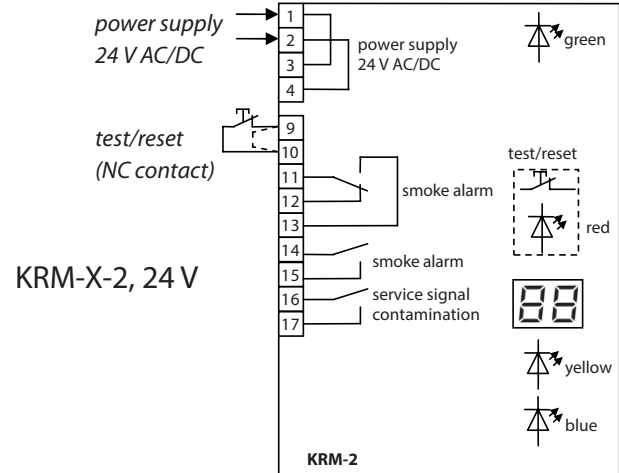 power supply
24 V AC/DC
1
2
3
4
power supply
24 V AC/DC
green
test/reset
(NC contact)
9
10
11
12
13
14
15
16
17
smoke alarm
smoke alarm
service signal
contamination
test/reset
red
88
yellow
blue
KRM-X-2, 24 V
KRM-2